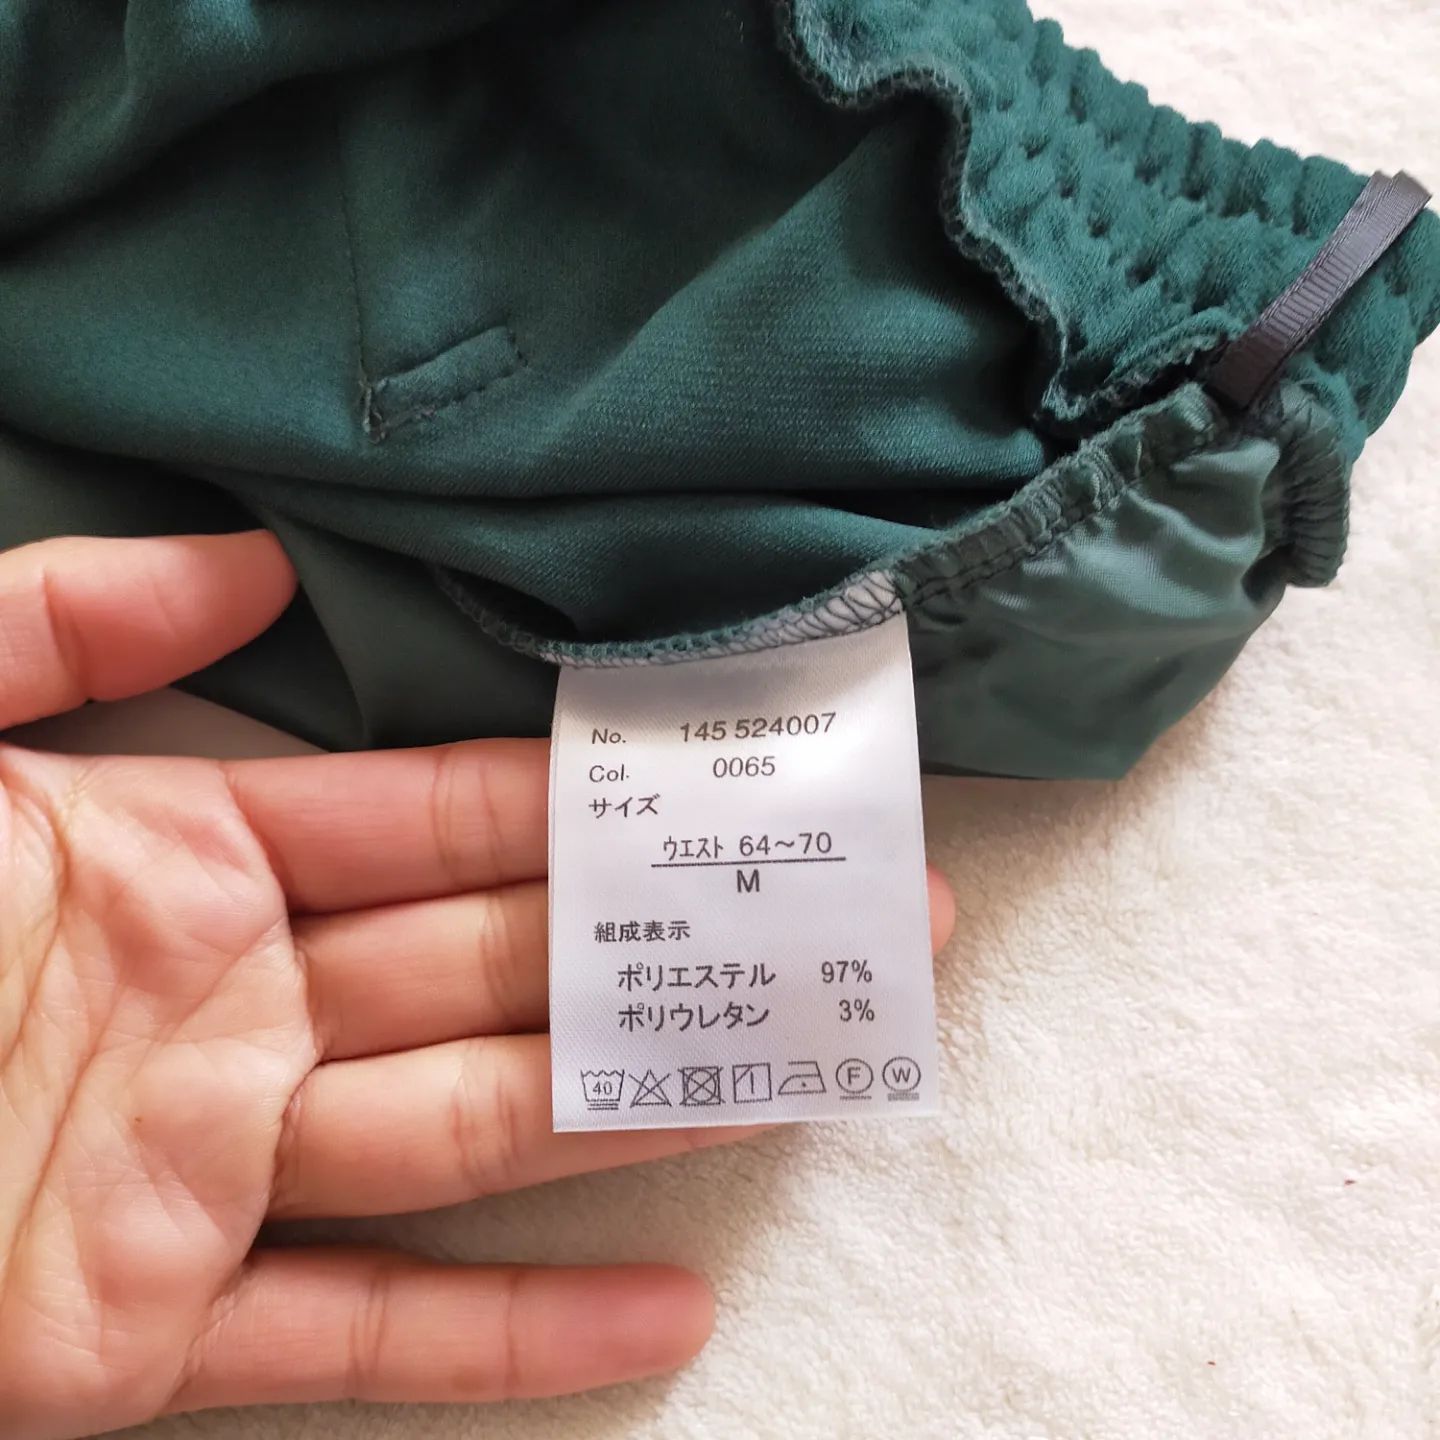 No. 145 524007
Col. 0065
サイズ
ウエスト 64～70
M
組成表示
ポリエステル 97%
ポリウレタン 3%
40 F W